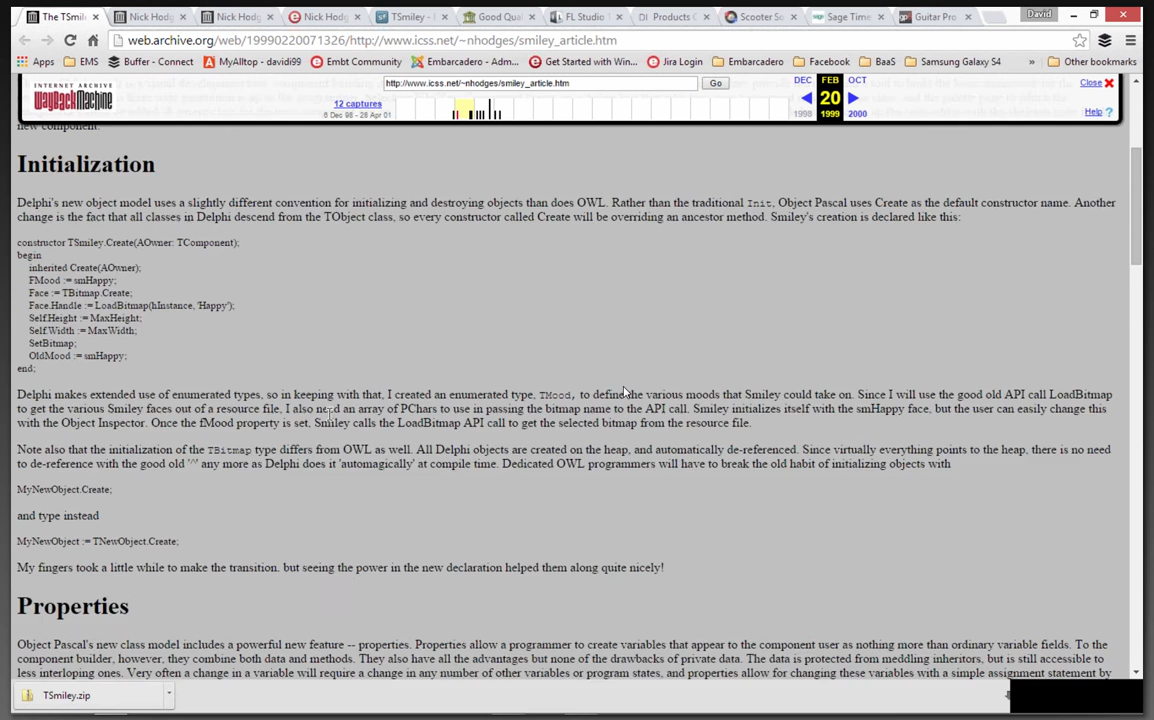 The TSmile
Nick Hodg
Nick Hodg
Nick Hodg
TSmiley -
Good Qua
FL Studio
Products
Scooter So
Sage Time
Guitar Pro
David
web.archive.org/web/19990220071326/http://www.icss.net/~nhodges/smiley_article.htm
Apps
EMS
Buffer - Connect
MyAlltop - davidi99
Embt Community
Embarcadero - Adm...
Get Started with Win...
Jira Login
Embarcadero
BaaS
Facebook
Samsung Galaxy S4
»
Other bookmarks
INTERNET ARCHIVE
WayBackMachine
http://www.icss.net/~nhodges/smiley_article.htm
Go
12 captures
6 Dec 98 - 28 Apr 01
DEC FEB OCT
20
1998 1999 2000
Close
Help ?
new component.
Initialization
Delphi's new object model uses a slightly different convention for initializing and destroying objects than does OWL. Rather than the traditional Init, Object Pascal uses Create as the default constructor name. Another
change is the fact that all classes in Delphi descend from the TObject class, so every constructor called Create will be overriding an ancestor method. Smiley's creation is declared like this:
constructor TSmiley.Create(AOwner: TComponent);
begin
inherited Create(AOwner);
FMood := smHappy;
Face := TBitmap.Create;
Face.Handle := LoadBitmap(hInstance, 'Happy');
Self.Height := MaxHeight;
Self.Width := MaxWidth;
SetBitmap;
OldMood := smHappy;
end;
Delphi makes extended use of enumerated types, so in keeping with that, I created an enumerated type, TMood, to define the various moods that Smiley could take on. Since I will use the good old API call LoadBitmap
to get the various Smiley faces out of a resource file, I also need an array of PChars to use in passing the bitmap name to the API call. Smiley initializes itself with the smHappy face, but the user can easily change this
with the Object Inspector. Once the fMood property is set, Smiley calls the LoadBitmap API call to get the selected bitmap from the resource file.
Note also that the initialization of the TBitmap type differs from OWL as well. All Delphi objects are created on the heap, and automatically de-referenced. Since virtually everything points to the heap, there is no need
to de-reference with the good old '^' any more as Delphi does it 'automagically' at compile time. Dedicated OWL programmers will have to break the old habit of initializing objects with
MyNewObject.Create;
and type instead
MyNewObject := TNewObject.Create;
My fingers took a little while to make the transition, but seeing the power in the new declaration helped them along quite nicely!
Properties
Object Pascal's new class model includes a powerful new feature -- properties. Properties allow a programmer to create variables that appear to the component user as nothing more than ordinary variable fields. To the
component builder, however, they combine both data and methods. They also have all the advantages but none of the drawbacks of private data. The data is protected from meddling inheritors, but is still accessible to
less interloping ones. Very often a change in a variable will require a change in any number of other variables or program states, and properties allow for changing these variables with a simple assignment statement by
TSmiley.zip